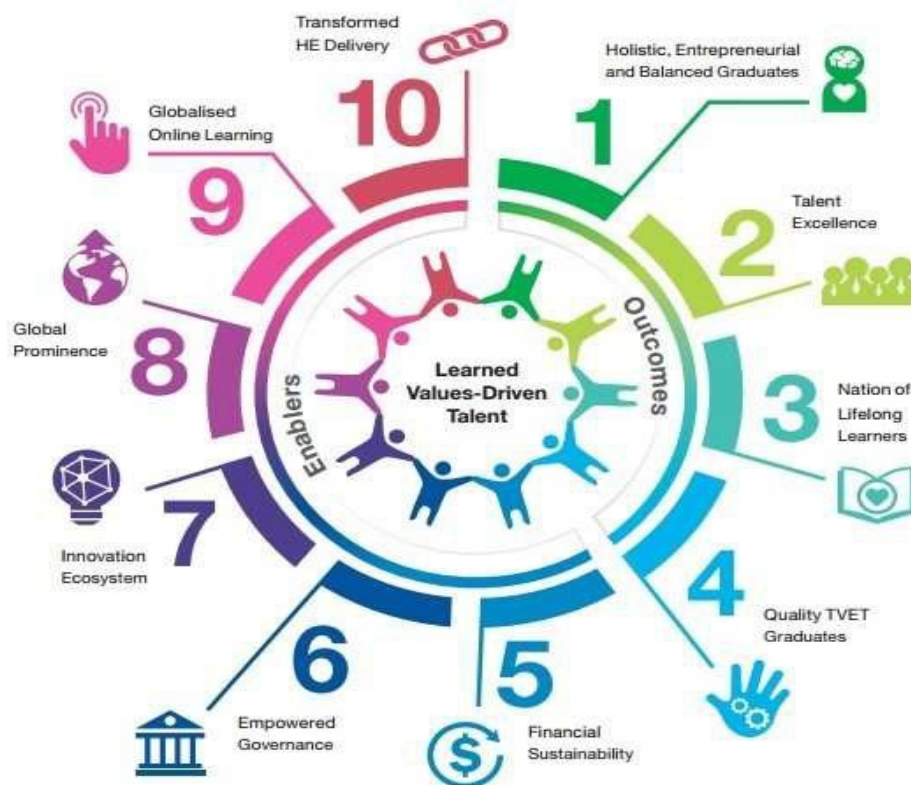 Transformed
HE Delivery
10
Holistic, Entrepreneurial
and Balanced Graduates
1
Talent
Excellence
2
Nation of
Lifelong
Learners
3
Quality TVET
Graduates
4
Financial
Sustainability
5
Empowered
Governance
6
Innovation
Ecosystem
7
Global
Prominence
8
Globalised
Online Learning
9
Outcomes
Enablers
Learned
Values-Driven
Talent
$